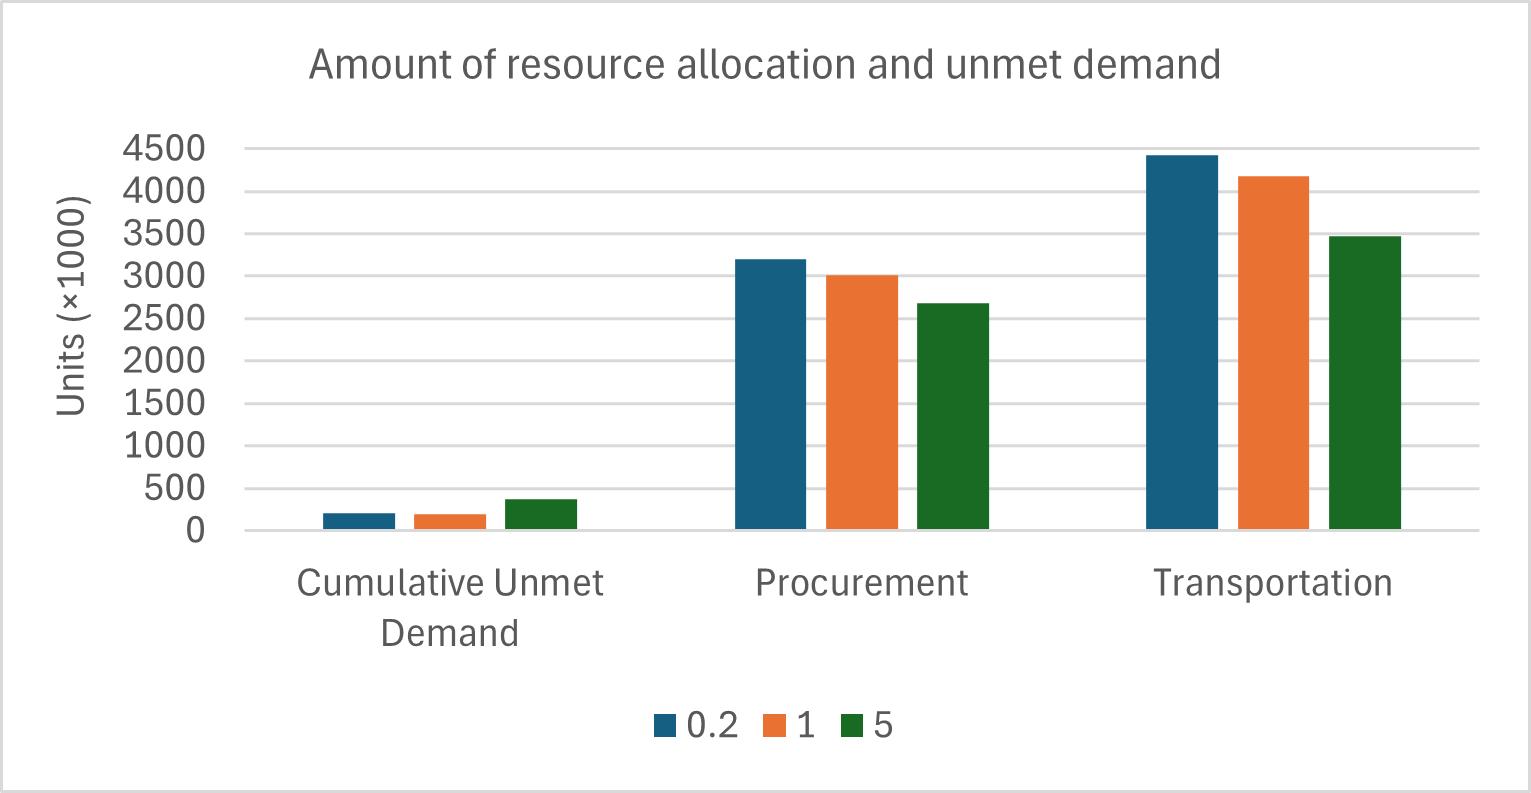 Amount of resource allocation and unmet demand
Units (×1000)
4500
4000
3500
3000
2500
2000
1500
1000
500
0
Cumulative Unmet
Demand
Procurement
Transportation
0.2
1
5